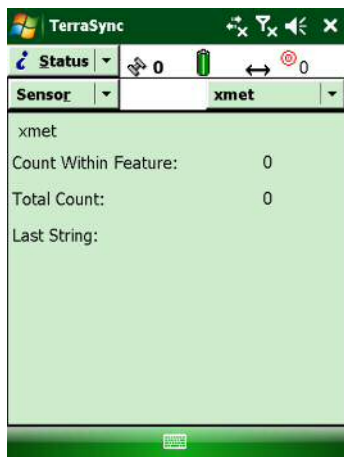 TerraSync
Status 0 0
Sensor xmet
xmet
Count Within Feature: 0
Total Count: 0
Last String: